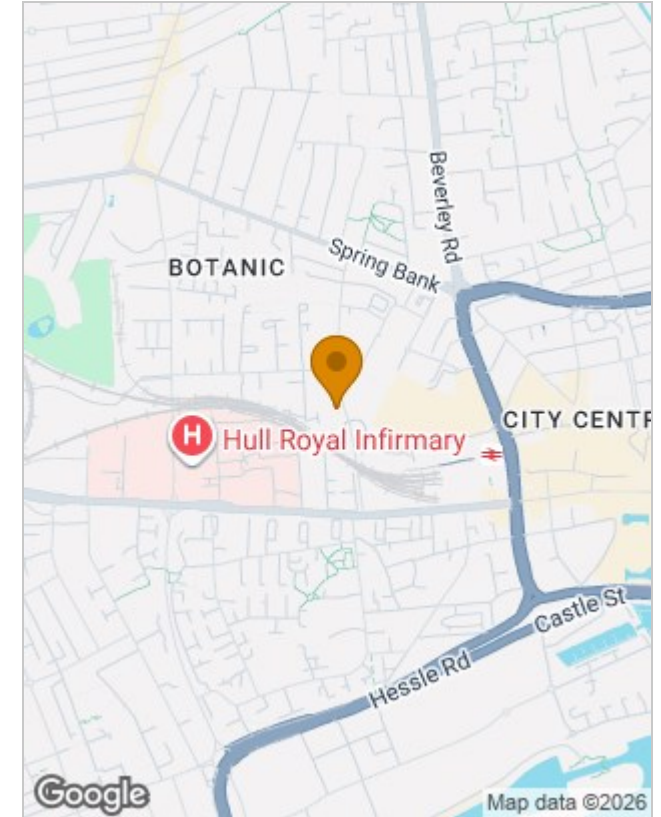 Beverley Rd
Spring Bank
BOTANIC
CITY CENTR
H
Hull Royal Infirmary
Castle St
Hessle Rd
Google
Map data ©2026